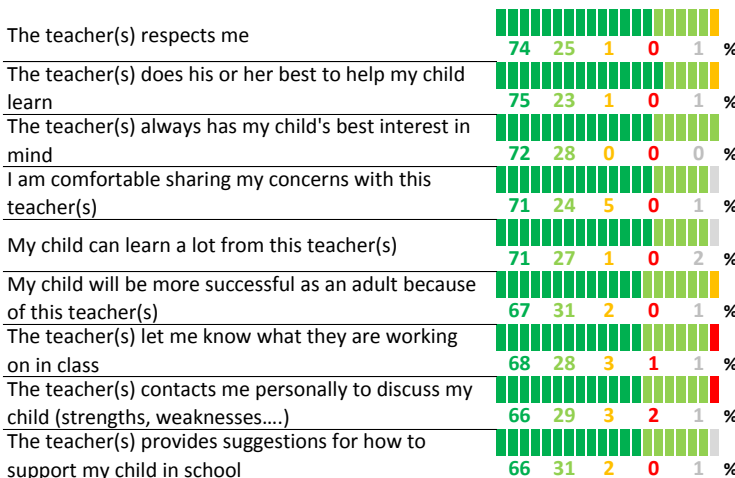 The teacher(s) respects me
74 25 1 0 1 %
The teacher(s) does his or her best to help my child
learn
75 23 1 0 1 %
The teacher(s) always has my child's best interest in
mind
72 28 0 0 0 %
I am comfortable sharing my concerns with this
teacher(s)
71 24 5 0 1 %
My child can learn a lot from this teacher(s)
71 27 1 0 2 %
My child will be more successful as an adult because
of this teacher(s)
67 31 2 0 1 %
The teacher(s) let me know what they are working
on in class
68 28 3 1 1 %
The teacher(s) contacts me personally to discuss my
child (strengths, weaknesses....)
66 29 3 2 1 %
The teacher(s) provides suggestions for how to
support my child in school
66 31 2 0 1 %